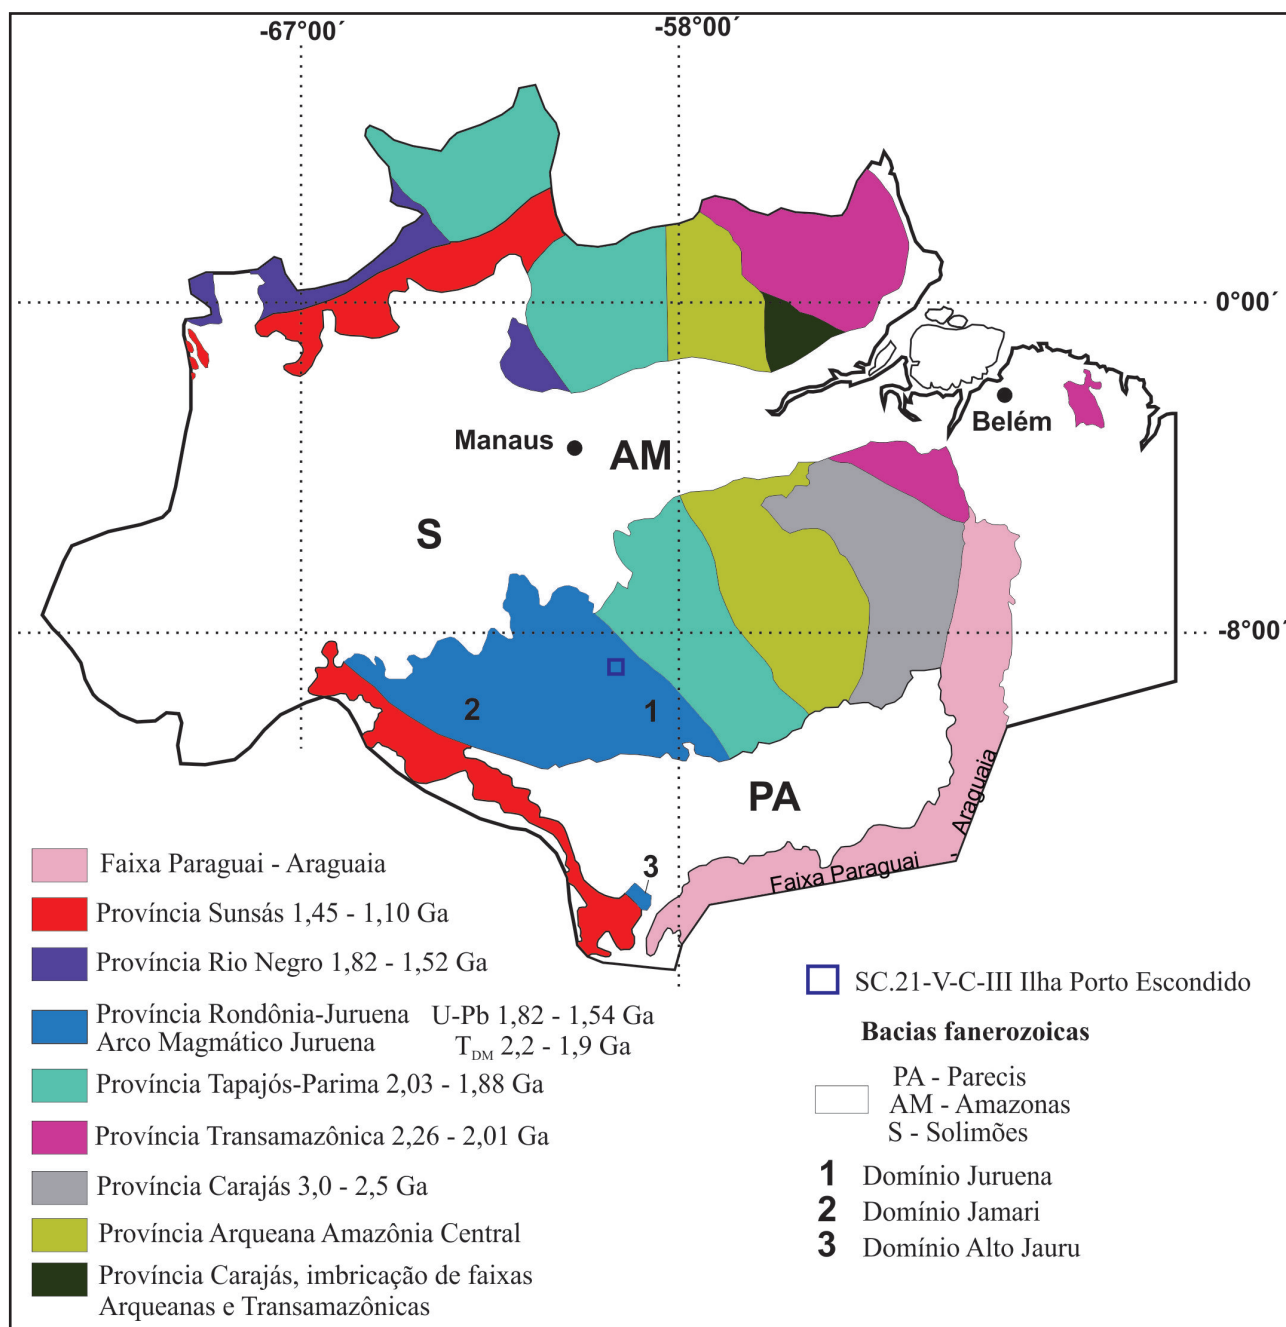 -67°00´
-58°00´
0°00´
Belém
Manaus
AM
S
-8°00´
2
1
PA
Araguaia
-
3
Faixa Paraguai
Faixa Paraguai - Araguaia
Província Sunsás 1,45 - 1,10 Ga
Província Rio Negro 1,82 - 1,52 Ga
Província Rondônia-Juruena U-Pb 1,82 - 1,54 Ga
Arco Magmático Juruena TDM 2,2 - 1,9 Ga
Província Tapajós-Parima 2,03 - 1,88 Ga
Província Transamazônica 2,26 - 2,01 Ga
Província Carajás 3,0 - 2,5 Ga
Província Arqueana Amazônia Central
Província Carajás, imbricação de faixas
Arqueanas e Transamazônicas
SC.21-V-C-III Ilha Porto Escondido
Bacias fanerozoicas
PA - Parecis
AM - Amazonas
S - Solimões
1 Domínio Juruena
2 Domínio Jamari
3 Domínio Alto Jauru